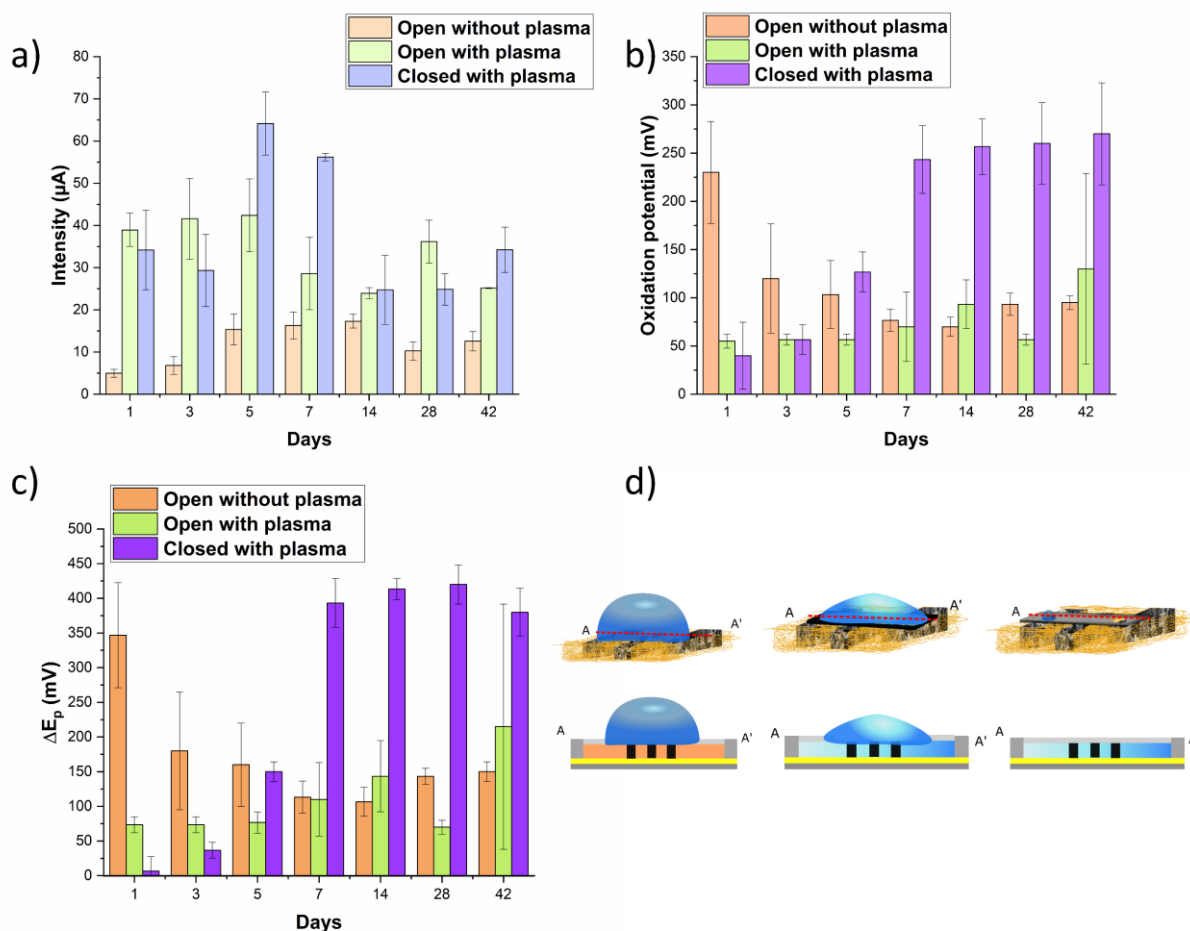 a)
Open without plasma
Open with plasma
Closed with plasma
80
70
60
50
40
30
20
10
0
Intensity (µA)
1 3 5 7 14 28 42
Days
b)
Open without plasma
Open with plasma
Closed with plasma
350
300
250
200
150
100
50
0
Oxidation potential (mV)
1 3 5 7 14 28 42
Days
c)
Open without plasma
Open with plasma
Closed with plasma
500
450
400
350
300
250
200
150
100
50
0
ΔEp (mV)
1 3 5 7 14 28 42
Days
d)
A A' A A' A A'
A A' A A' A A'